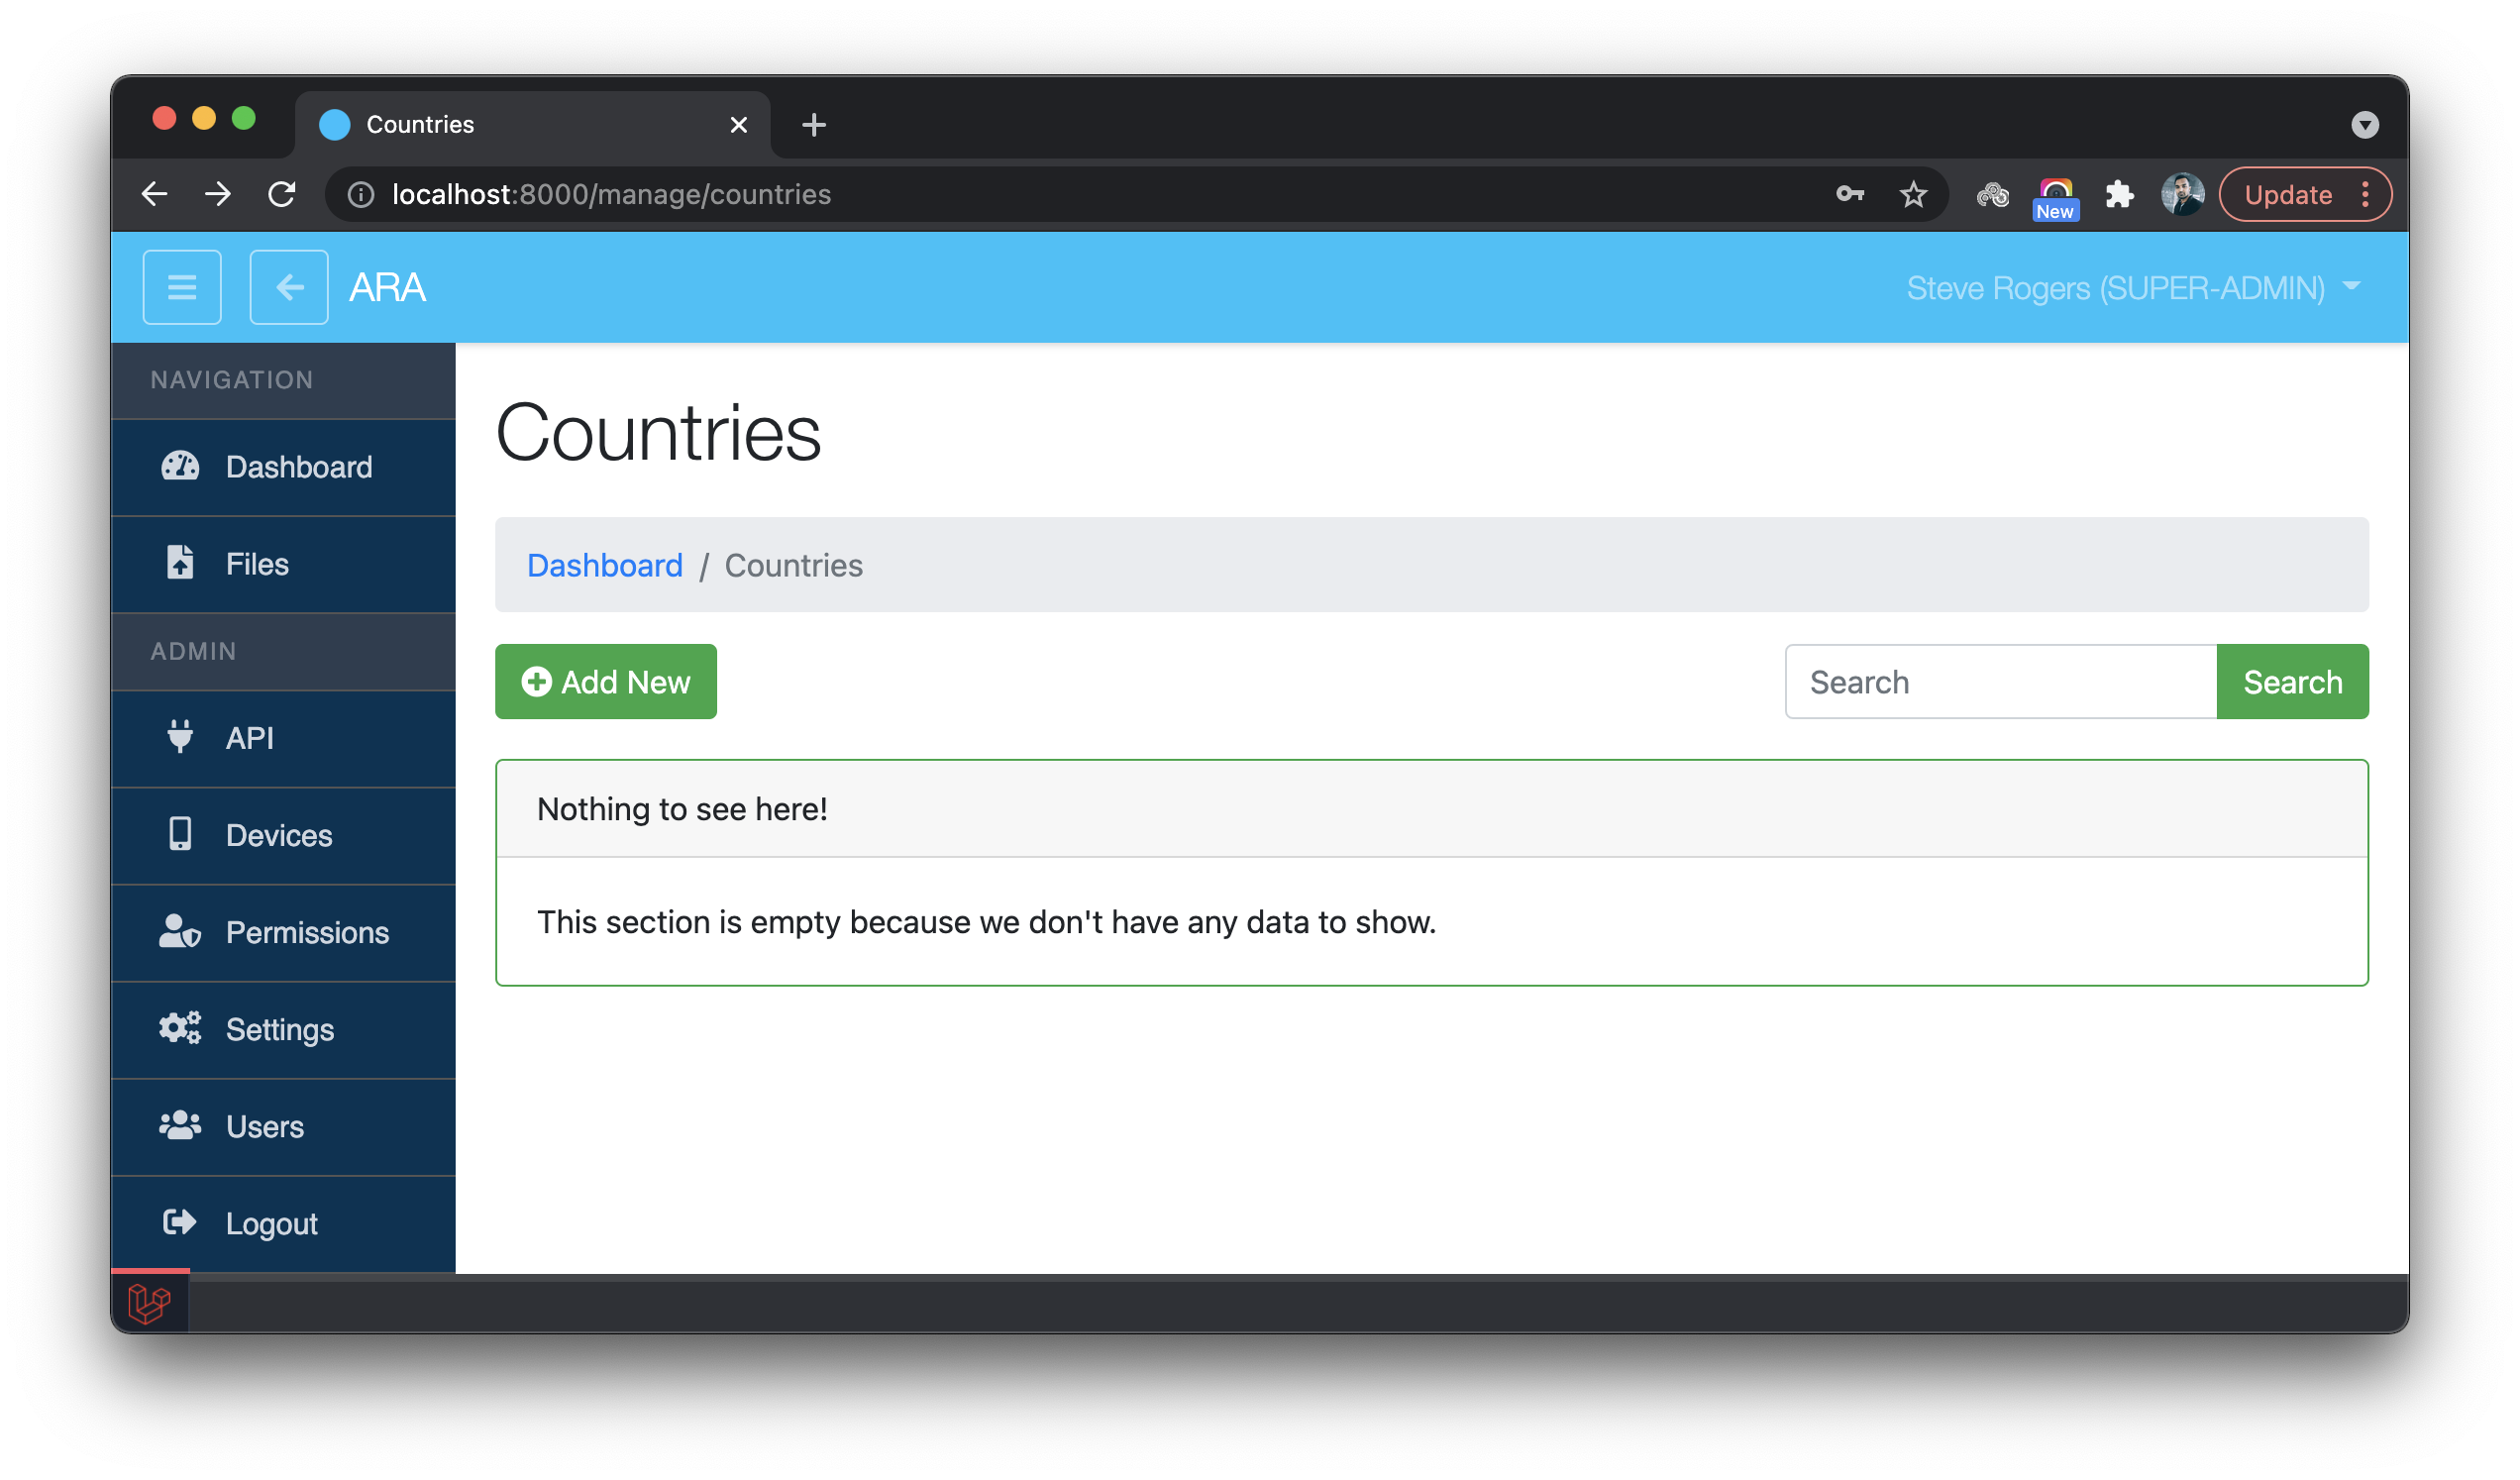 Countries
localhost:8000/manage/countries
New
Update
ARA
Steve Rogers (SUPER-ADMIN)
NAVIGATION
Dashboard
Files
ADMIN
API
Devices
Permissions
Settings
Users
Logout
Countries
Dashboard / Countries
Add New
Search
Search
Nothing to see here!
This section is empty because we don't have any data to show.